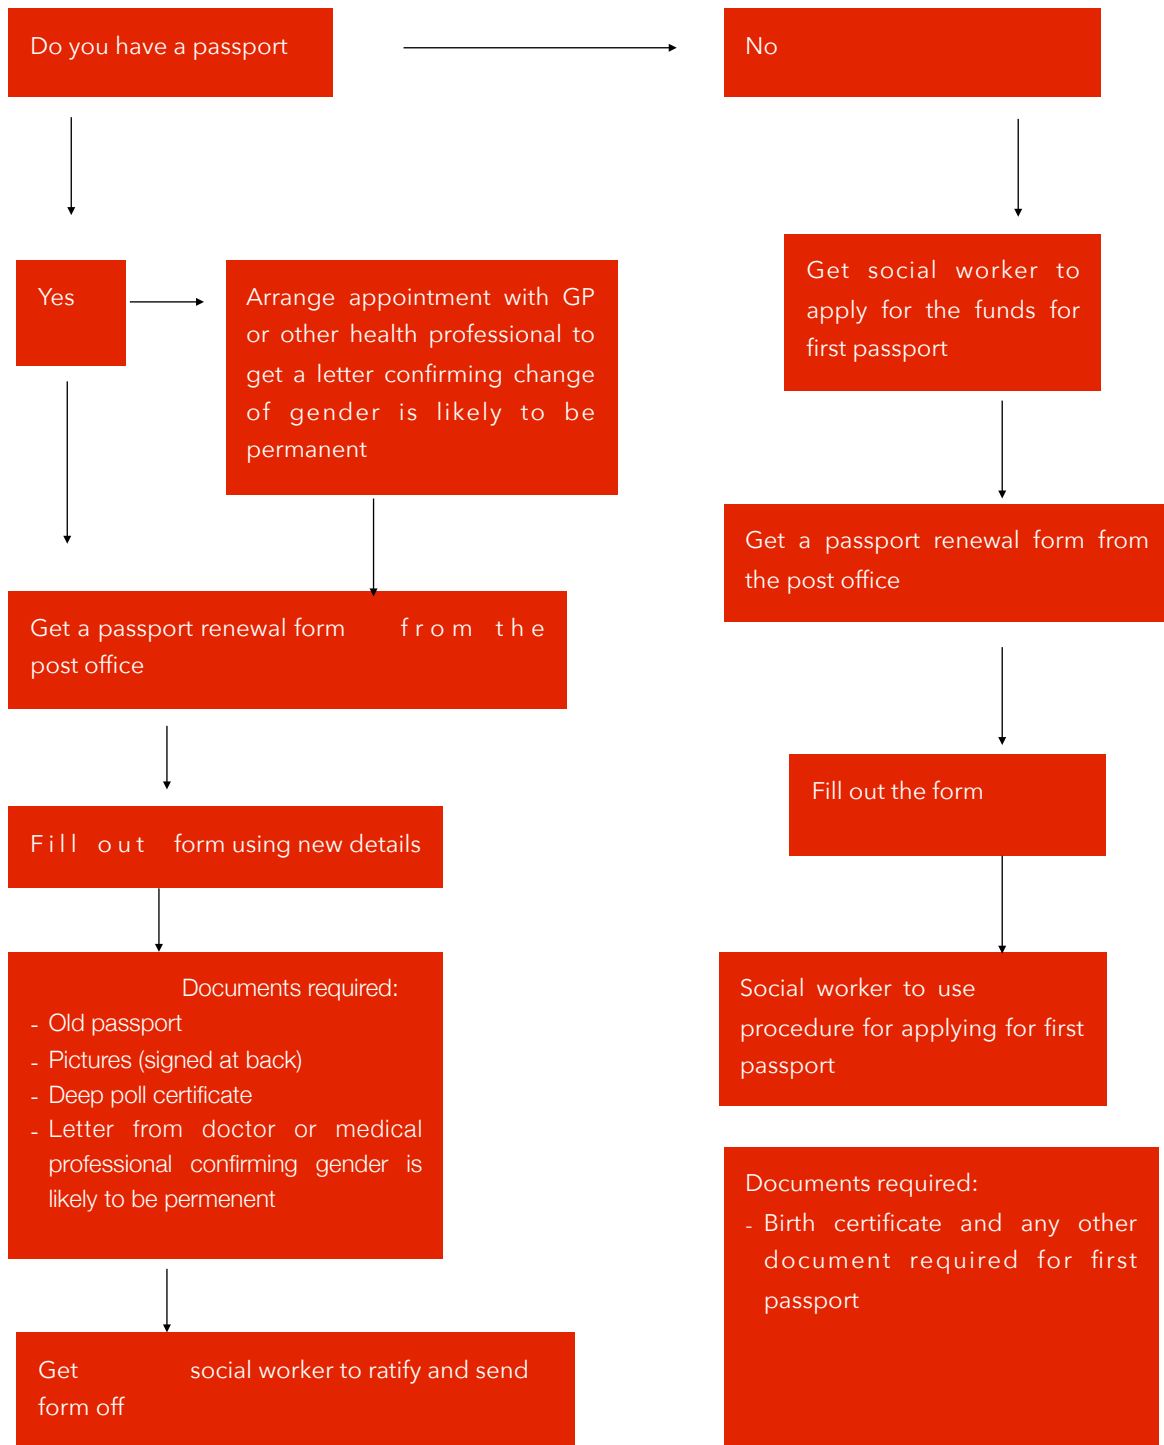 Do you have a passport
No
Yes
Arrange appointment with GP
or other health professional to
get a letter confirming change
of gender is likely to be
permanent
Get social worker to
apply for the funds for
first passport
Get a passport renewal form from
the post office
Get a passport renewal form from the
post office
Fill out the form
Fill out form using new details
Documents required:
- Old passport
- Pictures (signed at back)
- Deep poll certificate
- Letter from doctor or medical
professional confirming gender is
likely to be permenent
Social worker to use
procedure for applying for first
passport
Documents required:
- Birth certificate and any other
document required for first
passport
Get social worker to ratify and send
form off